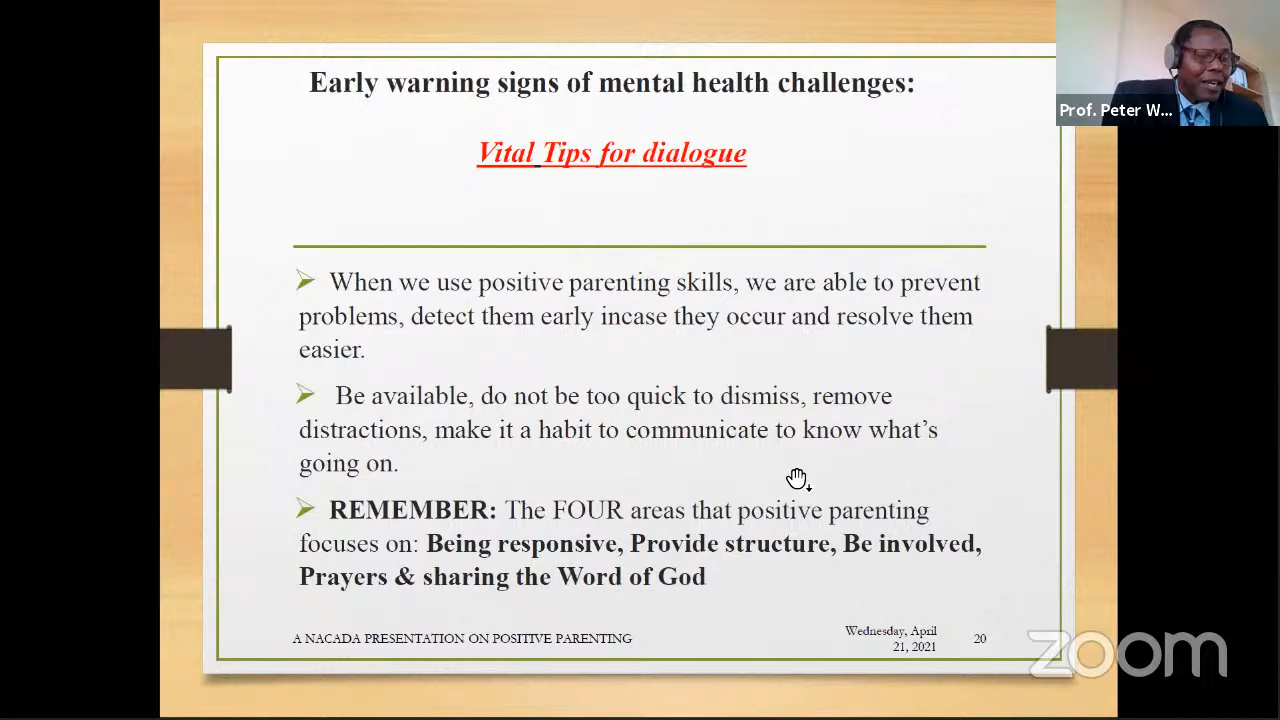 Early warning signs of mental health challenges:
Vital Tips for dialogue
When we use positive parenting skills, we are able to prevent
problems, detect them early incase they occur and resolve them
easier.
Be available, do not be too quick to dismiss, remove
distractions, make it a habit to communicate to know what's
going on.
REMEMBER: The FOUR areas that positive parenting
focuses on: Being responsive, Provide structure, Be involved,
Prayers & sharing the Word of God
A NACADA PRESENTATION ON POSITIVE PARENTING
Wednesday, April
21, 2021
20
Prof. Peter W...
zoom